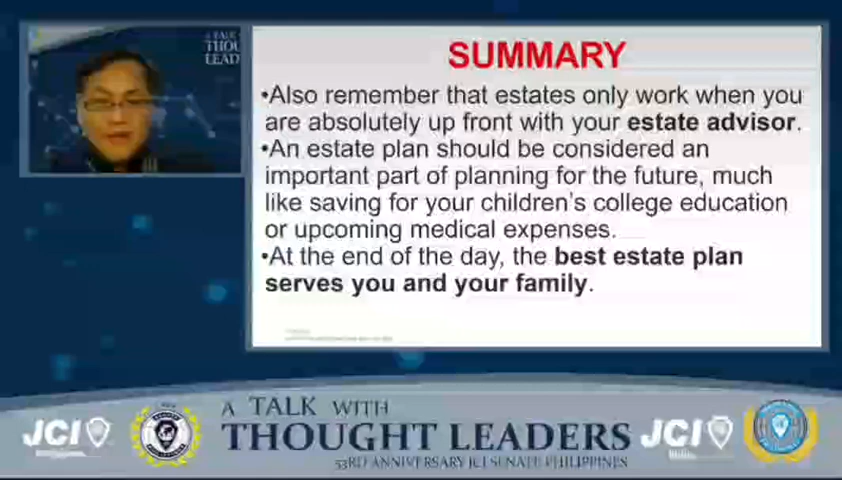 A TALK
THOU
LEAD
SUMMARY
•Also remember that estates only work when you
are absolutely up front with your estate advisor.
•An estate plan should be considered an
important part of planning for the future, much
like saving for your children's college education
or upcoming medical expenses.
•At the end of the day, the best estate plan
serves you and your family.
A TALK WITH
THOUGHT LEADERS
53RD ANNIVERSARY JCI SENATE PHILIPPINES
JCI
JCI